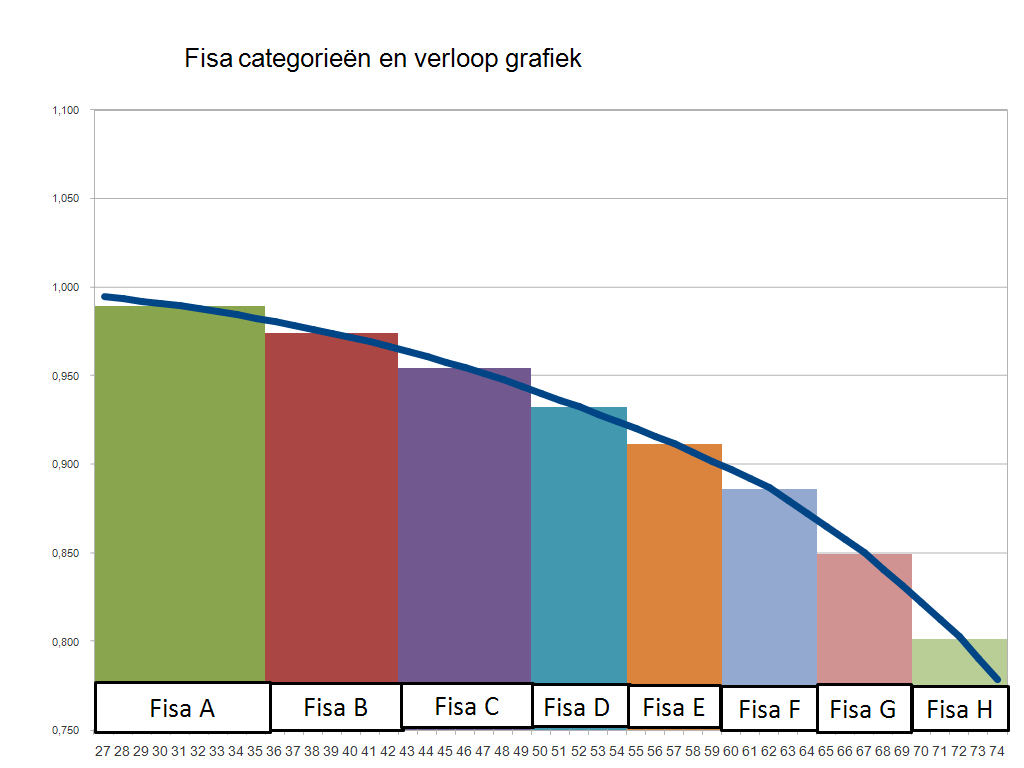 Fisa categorieën en verloop grafiek
1,100
1,050
1,000
0,950
0,900
0,850
0,800
0,750
Fisa A Fisa B Fisa C Fisa D Fisa E Fisa F Fisa G Fisa H
27 28 29 30 31 32 33 34 35 36 37 38 39 40 41 42 43 44 45 46 47 48 49 50 51 52 53 54 55 56 57 58 59 60 61 62 63 64 65 66 67 68 69 70 71 72 73 74